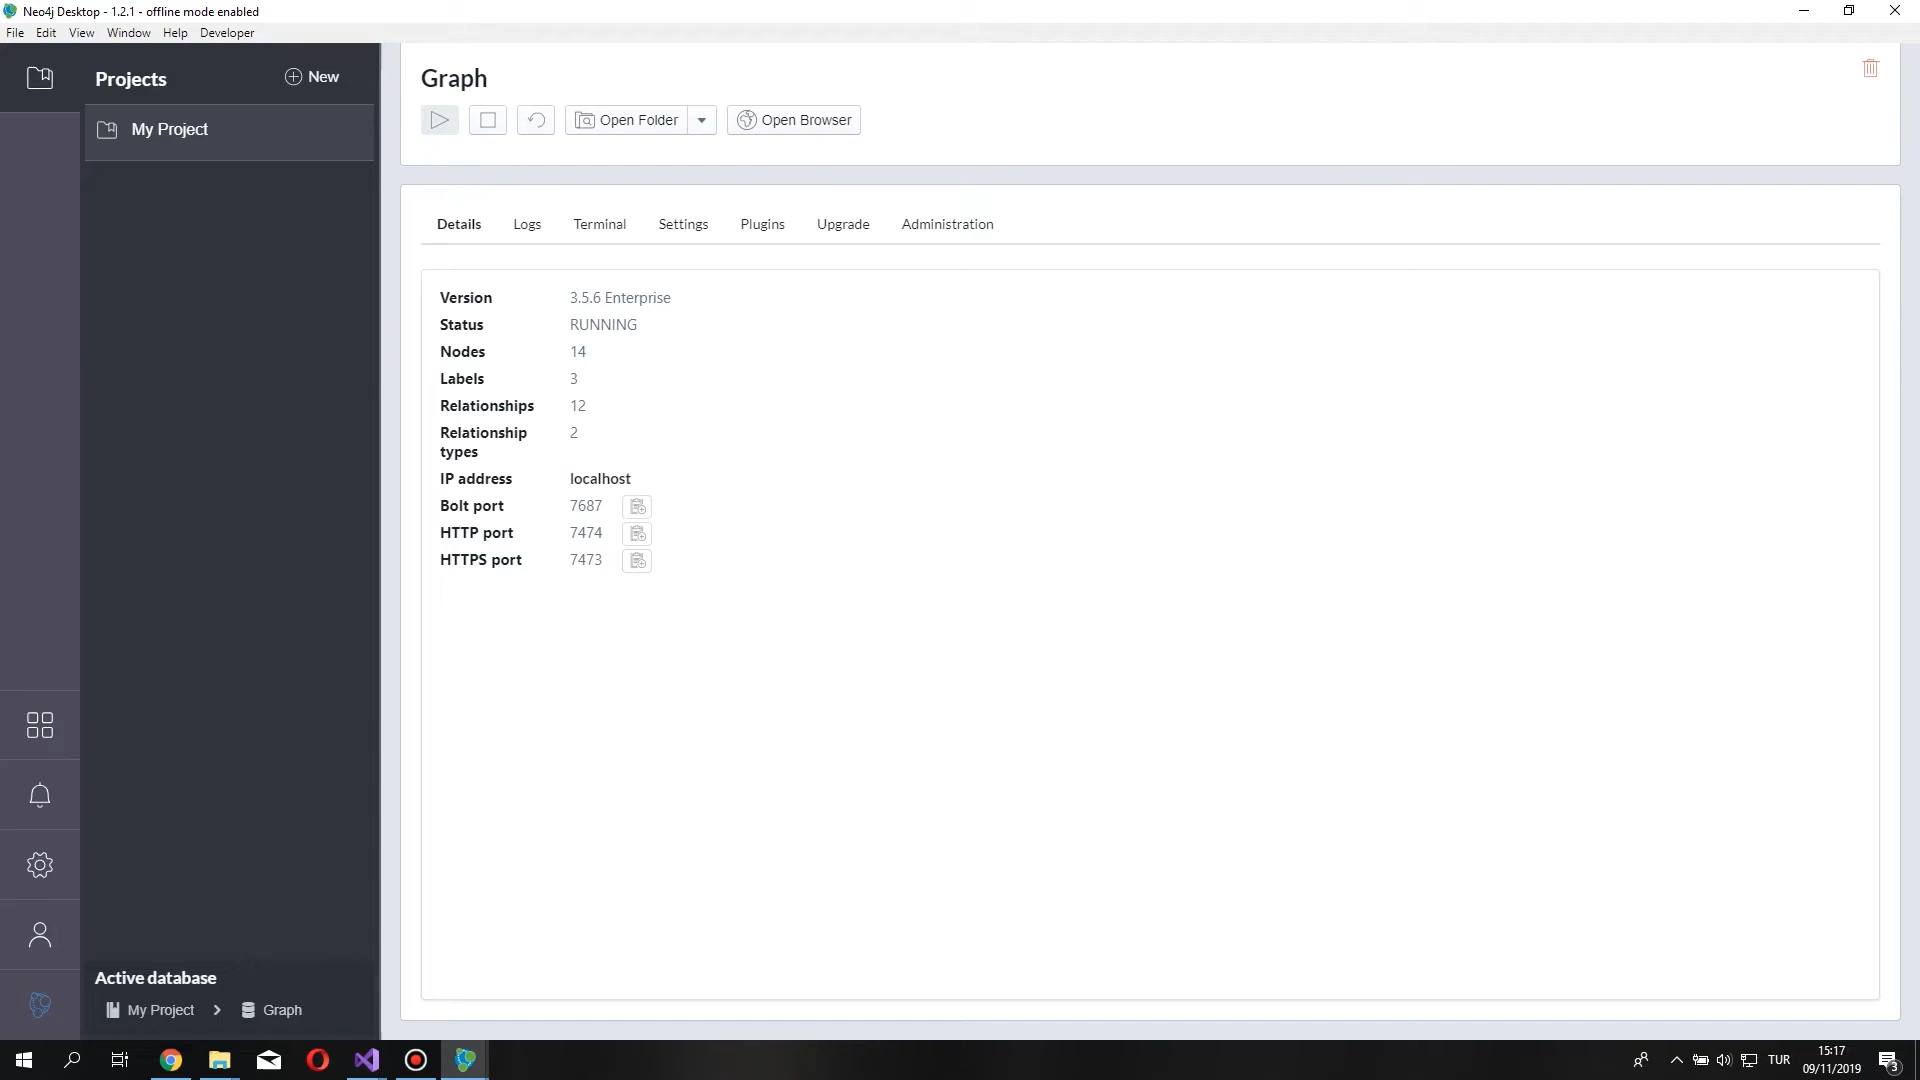 Neo4j Desktop - 1.2.1 - offline mode enabled
File Edit View Window Help Developer
Projects
New
My Project
Graph
Open Folder
Open Browser
Details Logs Terminal Settings Plugins Upgrade Administration
Version 3.5.6 Enterprise
Status RUNNING
Nodes 14
Labels 3
Relationships 12
Relationship 2
types
IP address localhost
Bolt port 7687
HTTP port 7474
HTTPS port 7473
Active database
My Project Graph
TUR
15:17
09/11/2019
3